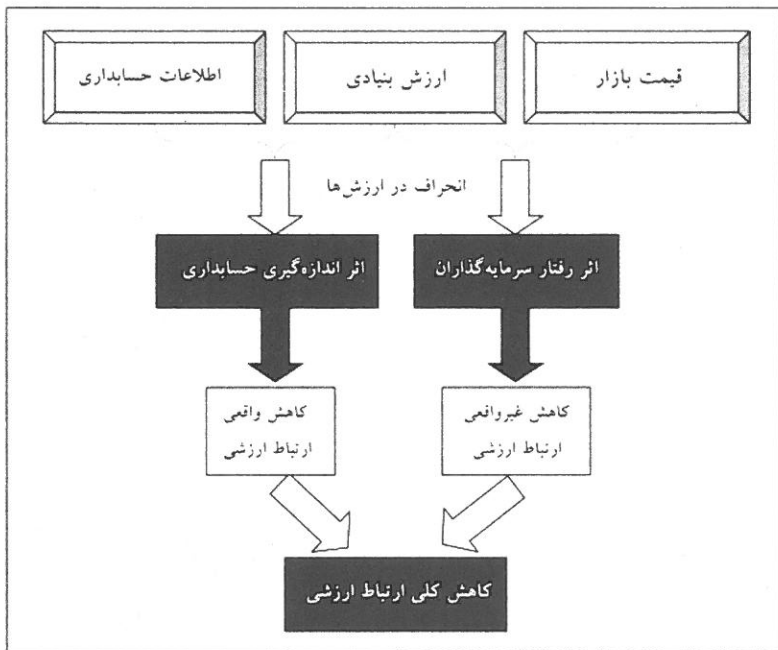 قیمت بازار
ارزش بنیادی
اطلاعات حسابداری
انحراف در ارزش‌ها
اثر رفتار سرمایه‌گذاران
اثر اندازه‌گیری حسابداری
کاهش غیرواقعی
ارتباط ارزشی
کاهش واقعی
ارتباط ارزشی
کاهش کلی ارتباط ارزشی